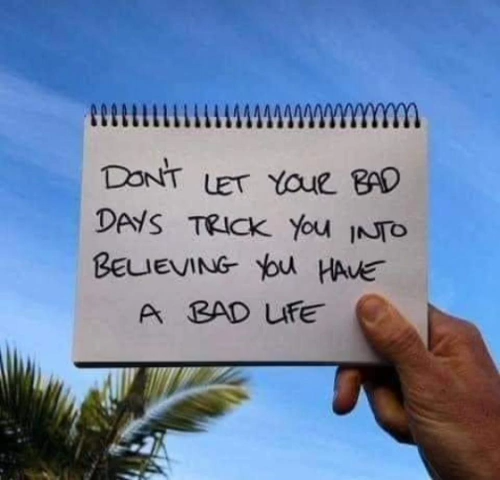 DON'T LET YOUR BAD
DAYS TRICK YOU INTO
BELIEVING YOU HAVE
A BAD LIFE